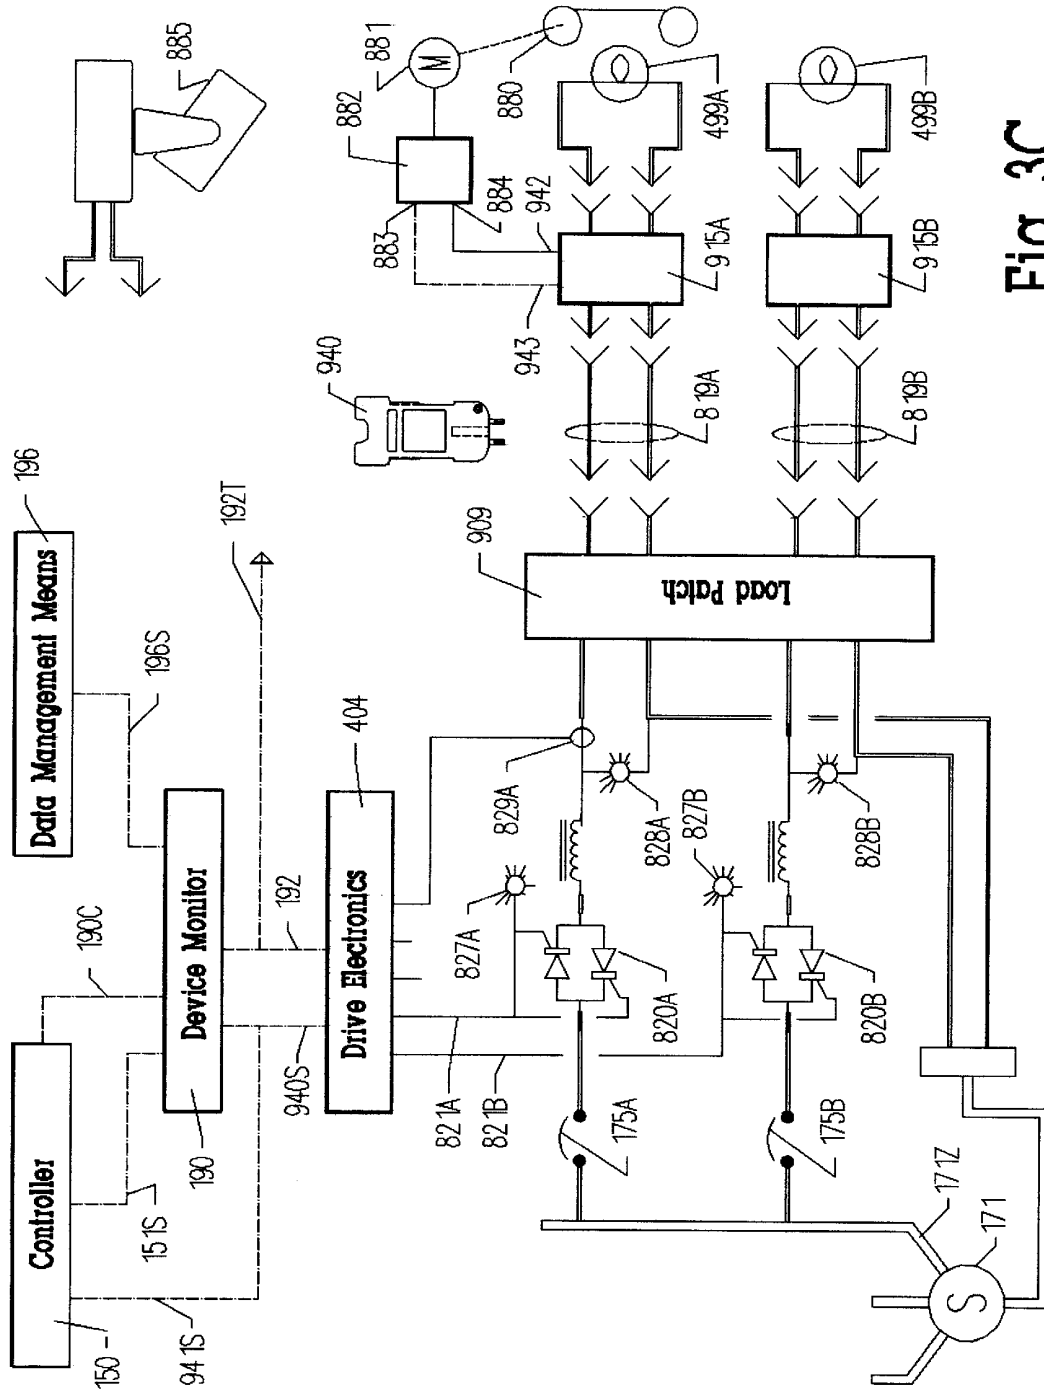 Controller
150
941S
151S
190C
Device Monitor
190
Data Management Means
196
196S
192T
192
940S
Drive Electronics
404
821A
821B
827A
829A
828A
827B
828B
820A
820B
175A
175B
171Z
171
S
Load Patch
909
940
819A
819B
943
942
883
884
882
M
881
880
885
915A
915B
499A
499B
Fig. 3C